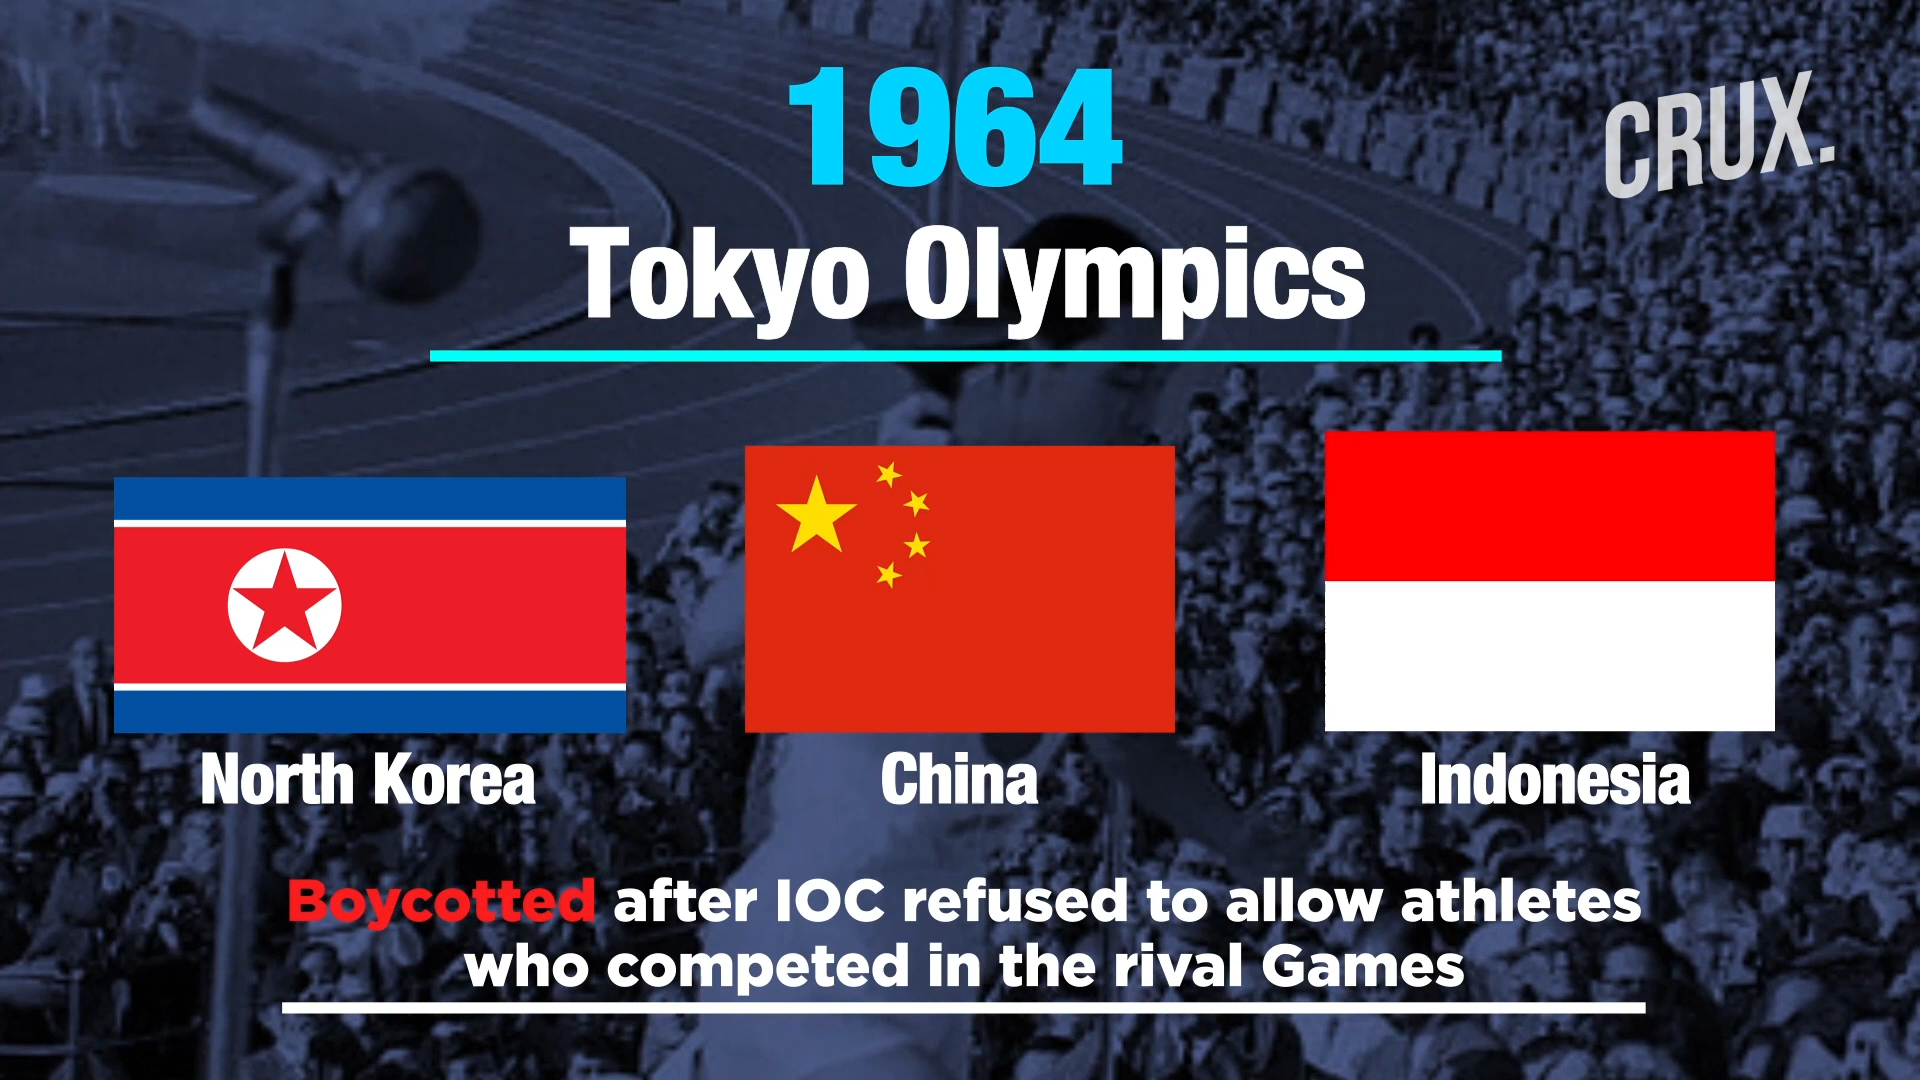 1964
CRUX.
Tokyo Olympics
North Korea
China
Indonesia
Boycotted after IOC refused to allow athletes
who competed in the rival Games